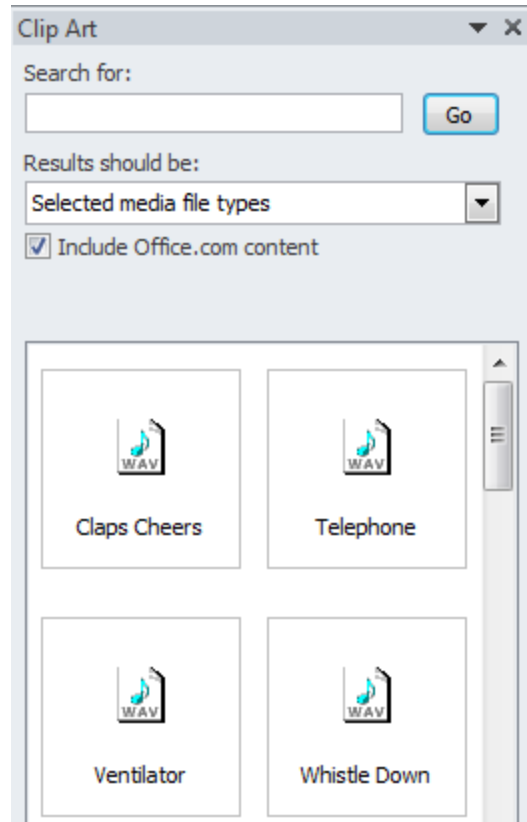 Clip Art
Search for:
Go
Results should be:
Selected media file types
Include Office.com content
WAV
WAV
Claps Cheers
Telephone
WAV
WAV
Ventilator
Whistle Down